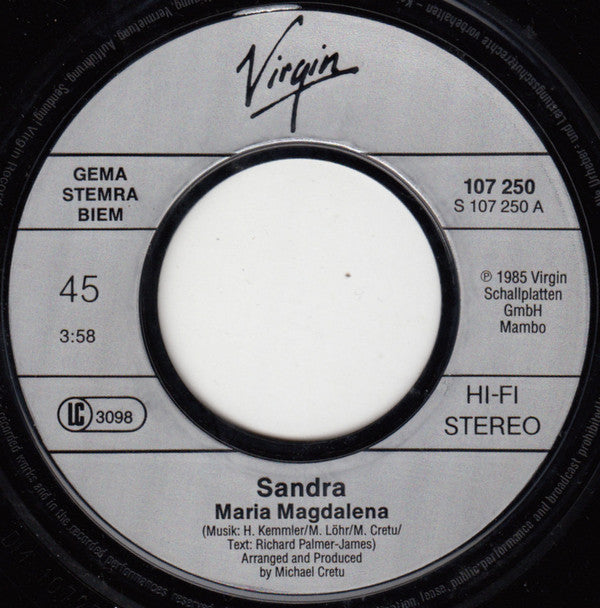 Virgin
GEMA
STEMRA
BIEM
107 250
S 107 250 A
45
3:58
℗ 1985 Virgin
Schallplatten
GmbH
Mambo
LC 3098
HI-FI
STEREO
Sandra
Maria Magdalena
(Musik: H. Kemmler/M. Löhr/M. Cretu/
Text: Richard Palmer-James)
Arranged and Produced
by Michael Cretu